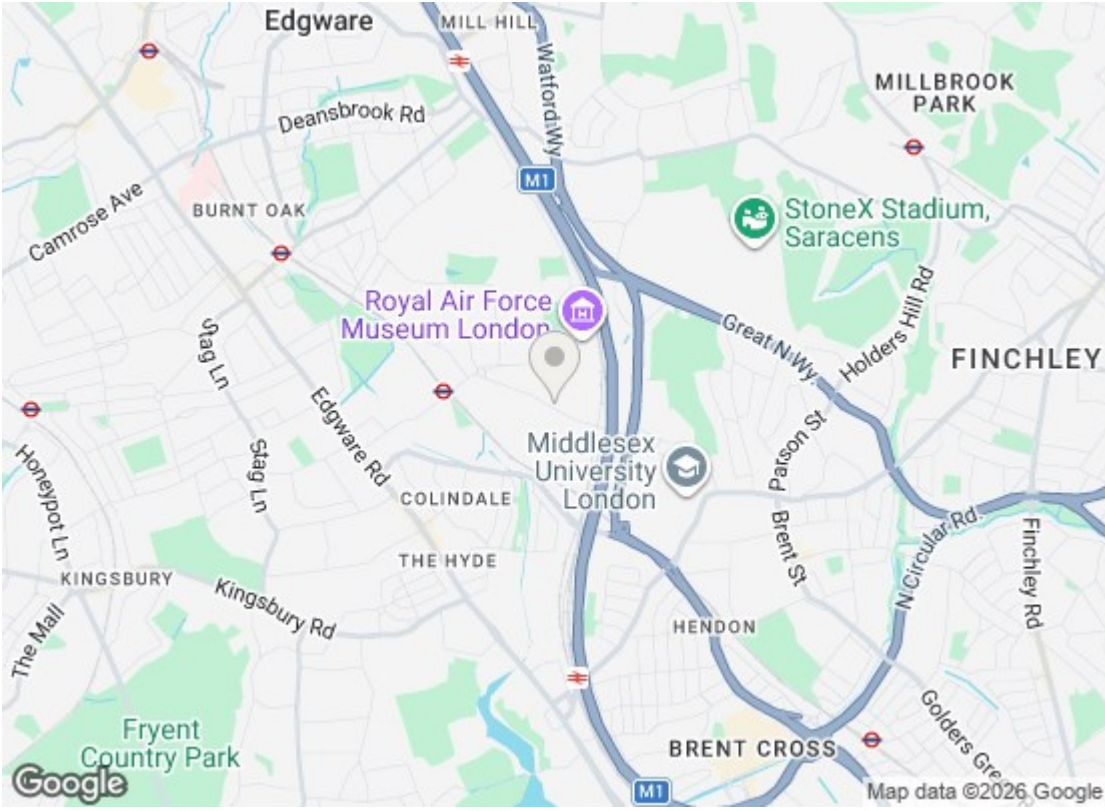 Edgware
MILL HILL
Watford Wy
MILLBROOK
PARK
Deansbrook Rd
M1
BURNT OAK
Camrose Ave
StoneX Stadium,
Saracens
Royal Air Force
Museum London
Holders Hill Rd
Great N Wy.
FINCHLEY
Stag Ln
Edgware Rd
Parson St
Honeypot Ln
Stag Ln
Middlesex
University
London
COLINDALE
Brent St
N Circular Rd.
Finchley Rd
THE HYDE
KINGSBURY
Kingsbury Rd
The Mall
HENDON
Fryent
Country Park
BRENT CROSS
Golders Gre
Google
M1
Map data ©2026 Google